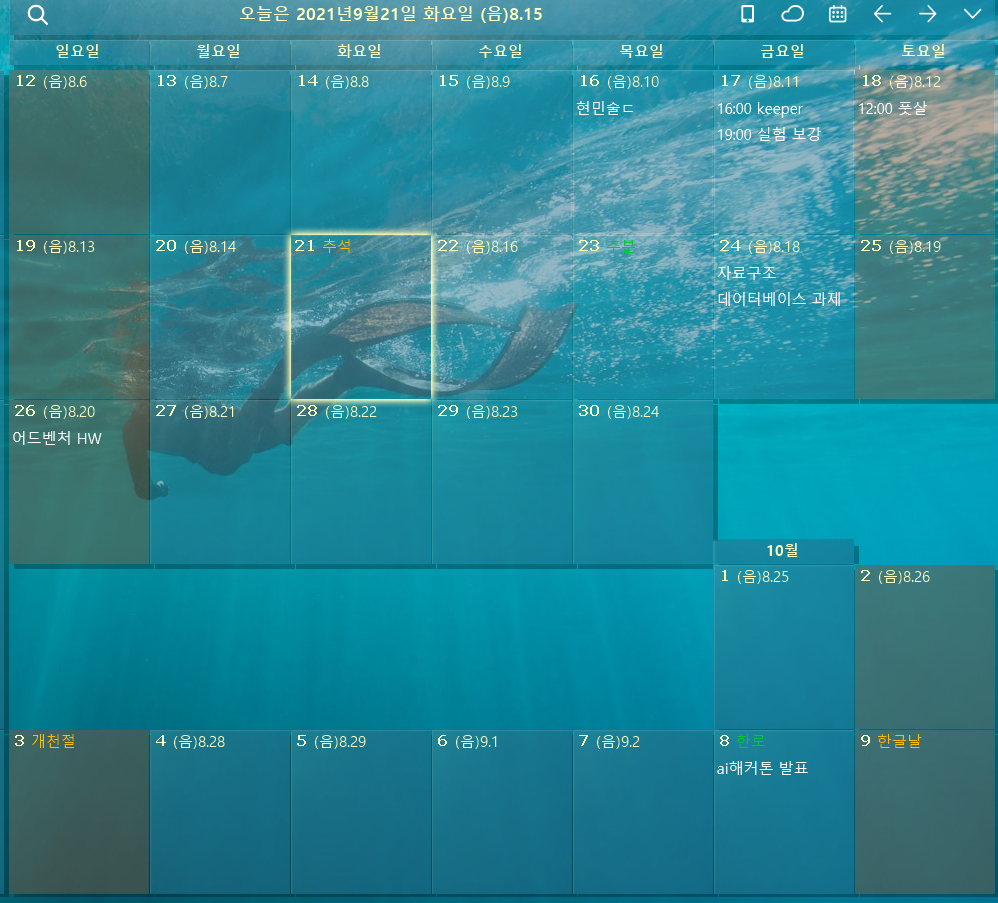 오늘은 2021년9월21일 화요일 (음)8.15
일요일 월요일 화요일 수요일 목요일 금요일 토요일
12 (음)8.6 13 (음)8.7 14 (음)8.8 15 (음)8.9 16 (음)8.10 17 (음)8.11 18 (음)8.12
현민술ㄷ 16:00 keeper 12:00 풋살
19:00 실험 보강
19 (음)8.13 20 (음)8.14 21 추석 22 (음)8.16 23 추분 24 (음)8.18 25 (음)8.19
자료구조
데이터베이스 과제
26 (음)8.20 27 (음)8.21 28 (음)8.22 29 (음)8.23 30 (음)8.24
어드벤처 HW
10월
1 (음)8.25 2 (음)8.26
3 개천절 4 (음)8.28 5 (음)8.29 6 (음)9.1 7 (음)9.2 8 한로 9 한글날
ai해커톤 발표